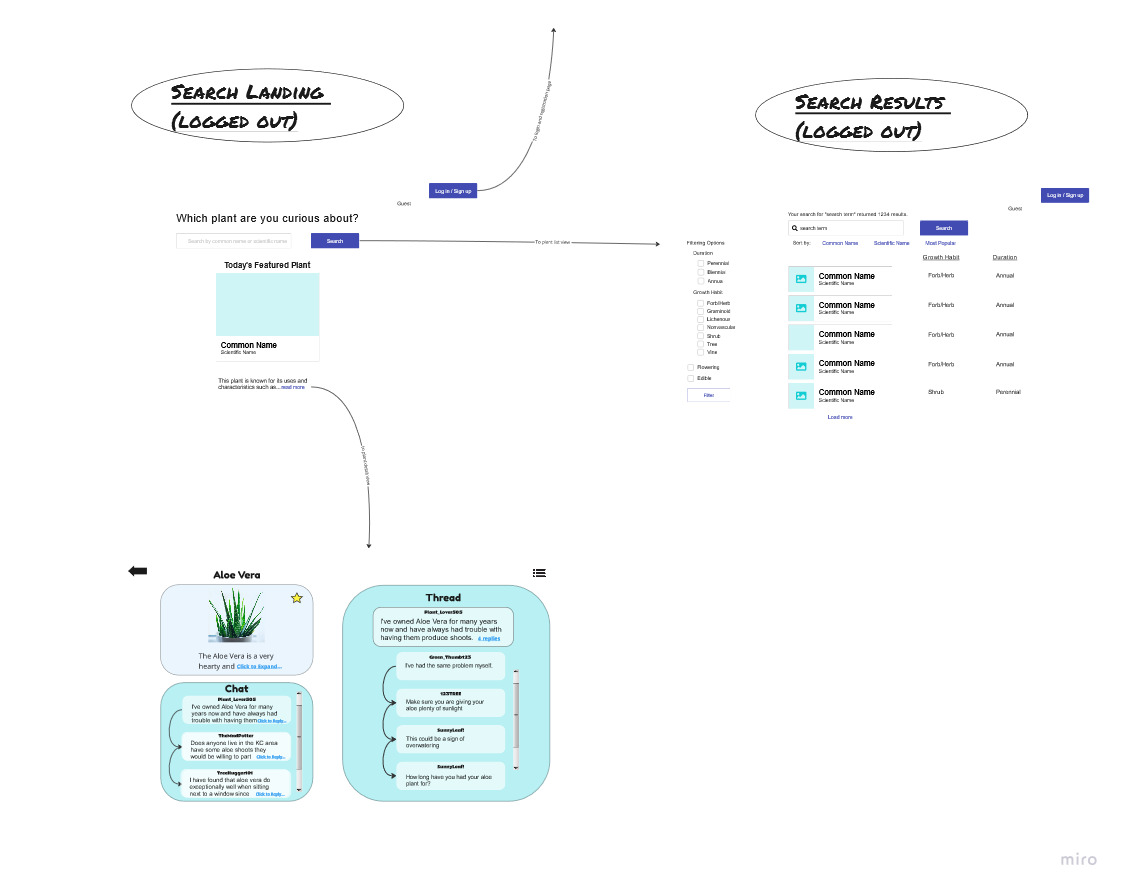 Search Landing
(logged out)
To login and registration page
Log in / Sign up
Guest
Which plant are you curious about?
Search by common name or scientific name
Search
To plant list view
Today's Featured Plant
Common Name
Scientific Name
This plant is known for its uses and
characteristics such as... read more
To plant details view
Search Results
(logged out)
Log in / Sign up
Guest
Your search for "search term" returned 1234 results.
search term
Search
Sort by:
Common Name
Scientific Name
Most Popular
Growth Habit
Duration
Common Name
Scientific Name
Forb/Herb
Annual
Common Name
Scientific Name
Forb/Herb
Annual
Common Name
Scientific Name
Forb/Herb
Annual
Common Name
Scientific Name
Forb/Herb
Annual
Common Name
Scientific Name
Shrub
Perennial
Load more
Filtering Options
Duration
Perennial
Biennial
Annual
Growth Habit
Forb/Herb
Graminoid
Lichenous
Nonvascular
Shrub
Tree
Vine
Flowering
Edible
Filter
Aloe Vera
The Aloe Vera is a very
hearty and Click to Expand...
Chat
Plant_Lover505
I've owned Aloe Vera for many
years now and have always had
trouble with having them Click to Reply...
Does anyone live in the KC area
have some aloe shoots they
would be willing to part Click to Reply...
I have found that aloe vera do
exceptionally well when sitting
next to a window since Click to Reply...
Thread
Plant_Lover505
I've owned Aloe Vera for many years
now and have always had trouble with
having them produce shoots. 4 replies
Green_Thumb123
I've had the same problem myself.
123TREE
Make sure you are giving your
aloe plenty of sunlight
SunnyLeaf!
This could be a sign of
overwatering
SunnyLeaf!
How long have you had your aloe
plant for?
miro